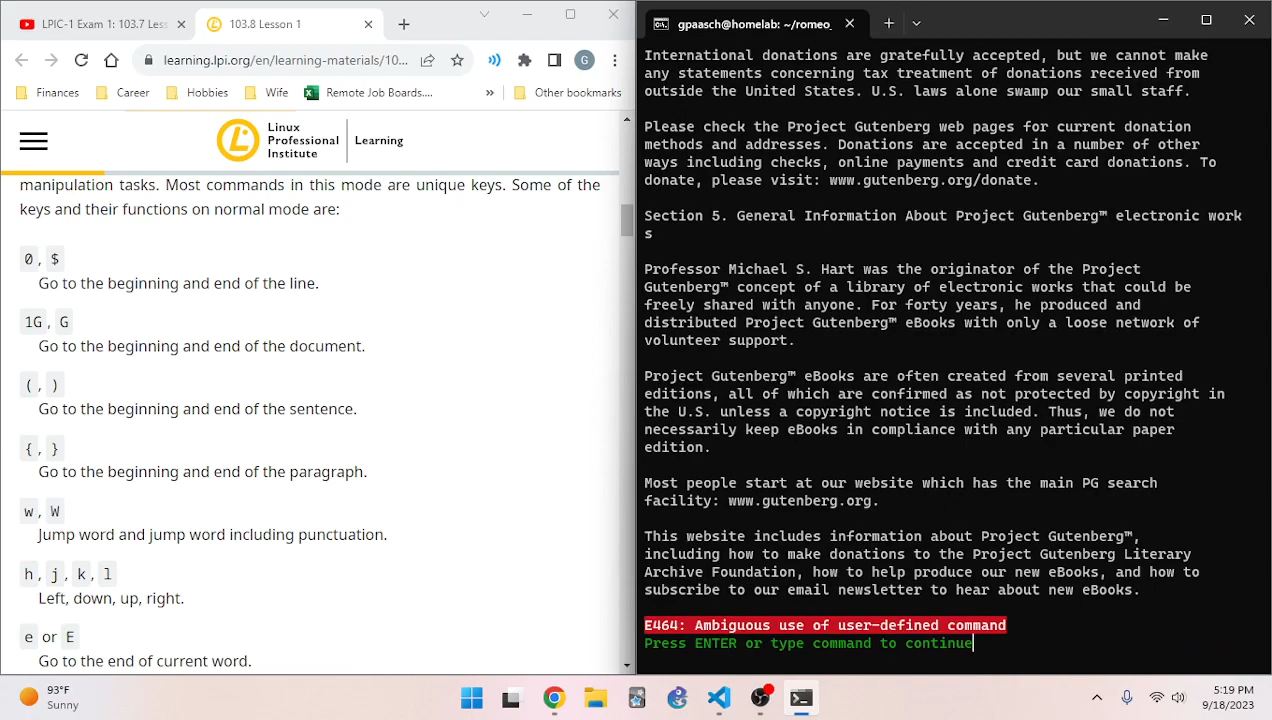 LPIC-1 Exam 1: 103.7 Les
103.8 Lesson 1
learning.lpi.org/en/learning-materials/10...
G
Finances
Career
Hobbies
Wife
Remote Job Boards....
»
Other bookmarks
Linux
Professional
Institute
Learning
manipulation tasks. Most commands in this mode are unique keys. Some of the
keys and their functions on normal mode are:
0, $
Go to the beginning and end of the line.
1G, G
Go to the beginning and end of the document.
(, )
Go to the beginning and end of the sentence.
{, }
Go to the beginning and end of the paragraph.
w, W
Jump word and jump word including punctuation.
h, j, k, l
Left, down, up, right.
e or E
Go to the end of current word.
gpaasch@homelab: ~/romeo_
International donations are gratefully accepted, but we cannot make
any statements concerning tax treatment of donations received from
outside the United States. U.S. laws alone swamp our small staff.
Please check the Project Gutenberg web pages for current donation
methods and addresses. Donations are accepted in a number of other
ways including checks, online payments and credit card donations. To
donate, please visit: www.gutenberg.org/donate.
Section 5. General Information About Project Gutenberg™ electronic work
s
Professor Michael S. Hart was the originator of the Project
Gutenberg™ concept of a library of electronic works that could be
freely shared with anyone. For forty years, he produced and
distributed Project Gutenberg™ eBooks with only a loose network of
volunteer support.
Project Gutenberg™ eBooks are often created from several printed
editions, all of which are confirmed as not protected by copyright in
the U.S. unless a copyright notice is included. Thus, we do not
necessarily keep eBooks in compliance with any particular paper
edition.
Most people start at our website which has the main PG search
facility: www.gutenberg.org.
This website includes information about Project Gutenberg™,
including how to make donations to the Project Gutenberg Literary
Archive Foundation, how to help produce our new eBooks, and how to
subscribe to our email newsletter to hear about new eBooks.
E464: Ambiguous use of user-defined command
Press ENTER or type command to continue
93°F
Sunny
5:19 PM
9/18/2023